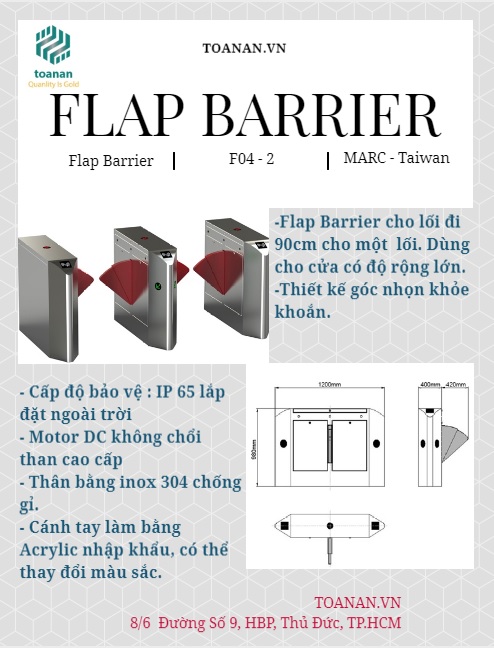 TOANAN.VN
toanan
Quantity is Gold
FLAP BARRIER
Flap Barrier | F04 - 2 | MARC - Taiwan
-Flap Barrier cho lối đi
90cm cho một lối. Dùng
cho cửa có độ rộng lớn.
-Thiết kế góc nhọn khỏe
khoắn.
- Cấp độ bảo vệ : IP 65 lắp
đặt ngoài trời
- Motor DC không chổi
than cao cấp
- Thân bằng inox 304 chống
gỉ.
- Cánh tay làm bằng
Acrylic nhập khẩu, có thể
thay đổi màu sắc.
1200mm
400mm
420mm
980mm
TOANAN.VN
8/6 Đường Số 9, HBP, Thủ Đức, TP.HCM